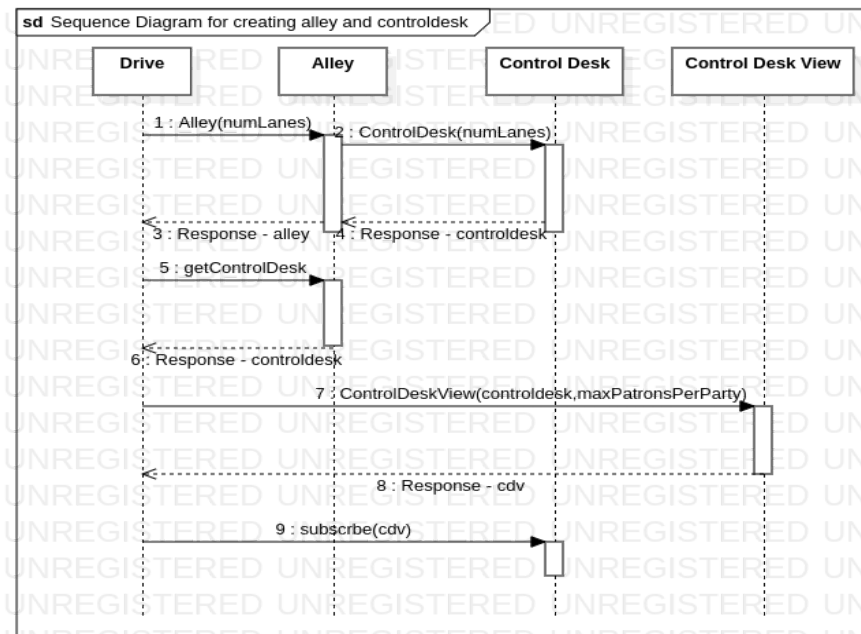 sd Sequence Diagram for creating alley and controldesk
Drive
Alley
Control Desk
Control Desk View
1 : Alley(numLanes)
2 : ControlDesk(numLanes)
3 : Response - alley
4 : Response - controldesk
5 : getControlDesk
6 : Response - controldesk
7 : ControlDeskView(controldesk,maxPatronsPerParty)
8 : Response - cdv
9 : subscrbe(cdv)